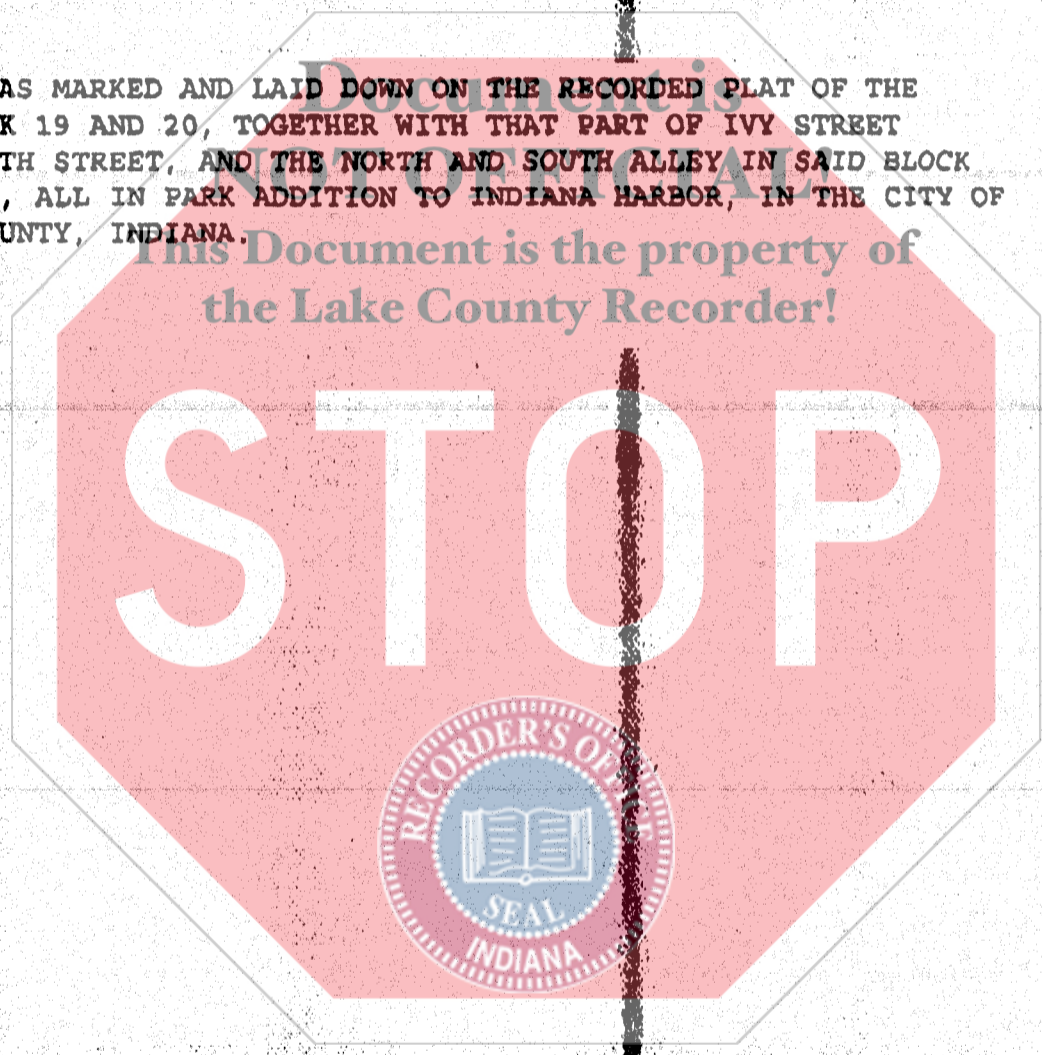 Document is
AS MARKED AND LAID DOWN ON THE RECORDED PLAT OF THE
K 19 AND 20, TOGETHER WITH THAT PART OF IVY STREET
TH STREET, AND THE NORTH AND SOUTH ALLEY IN SAID BLOCK
NOT OFFICIAL!
, ALL IN PARK ADDITION TO INDIANA HARBOR, IN THE CITY OF
UNTY, INDIANA.
This Document is the property of
the Lake County Recorder!
STOP
RECORDER'S OFFICE
SEAL
INDIANA